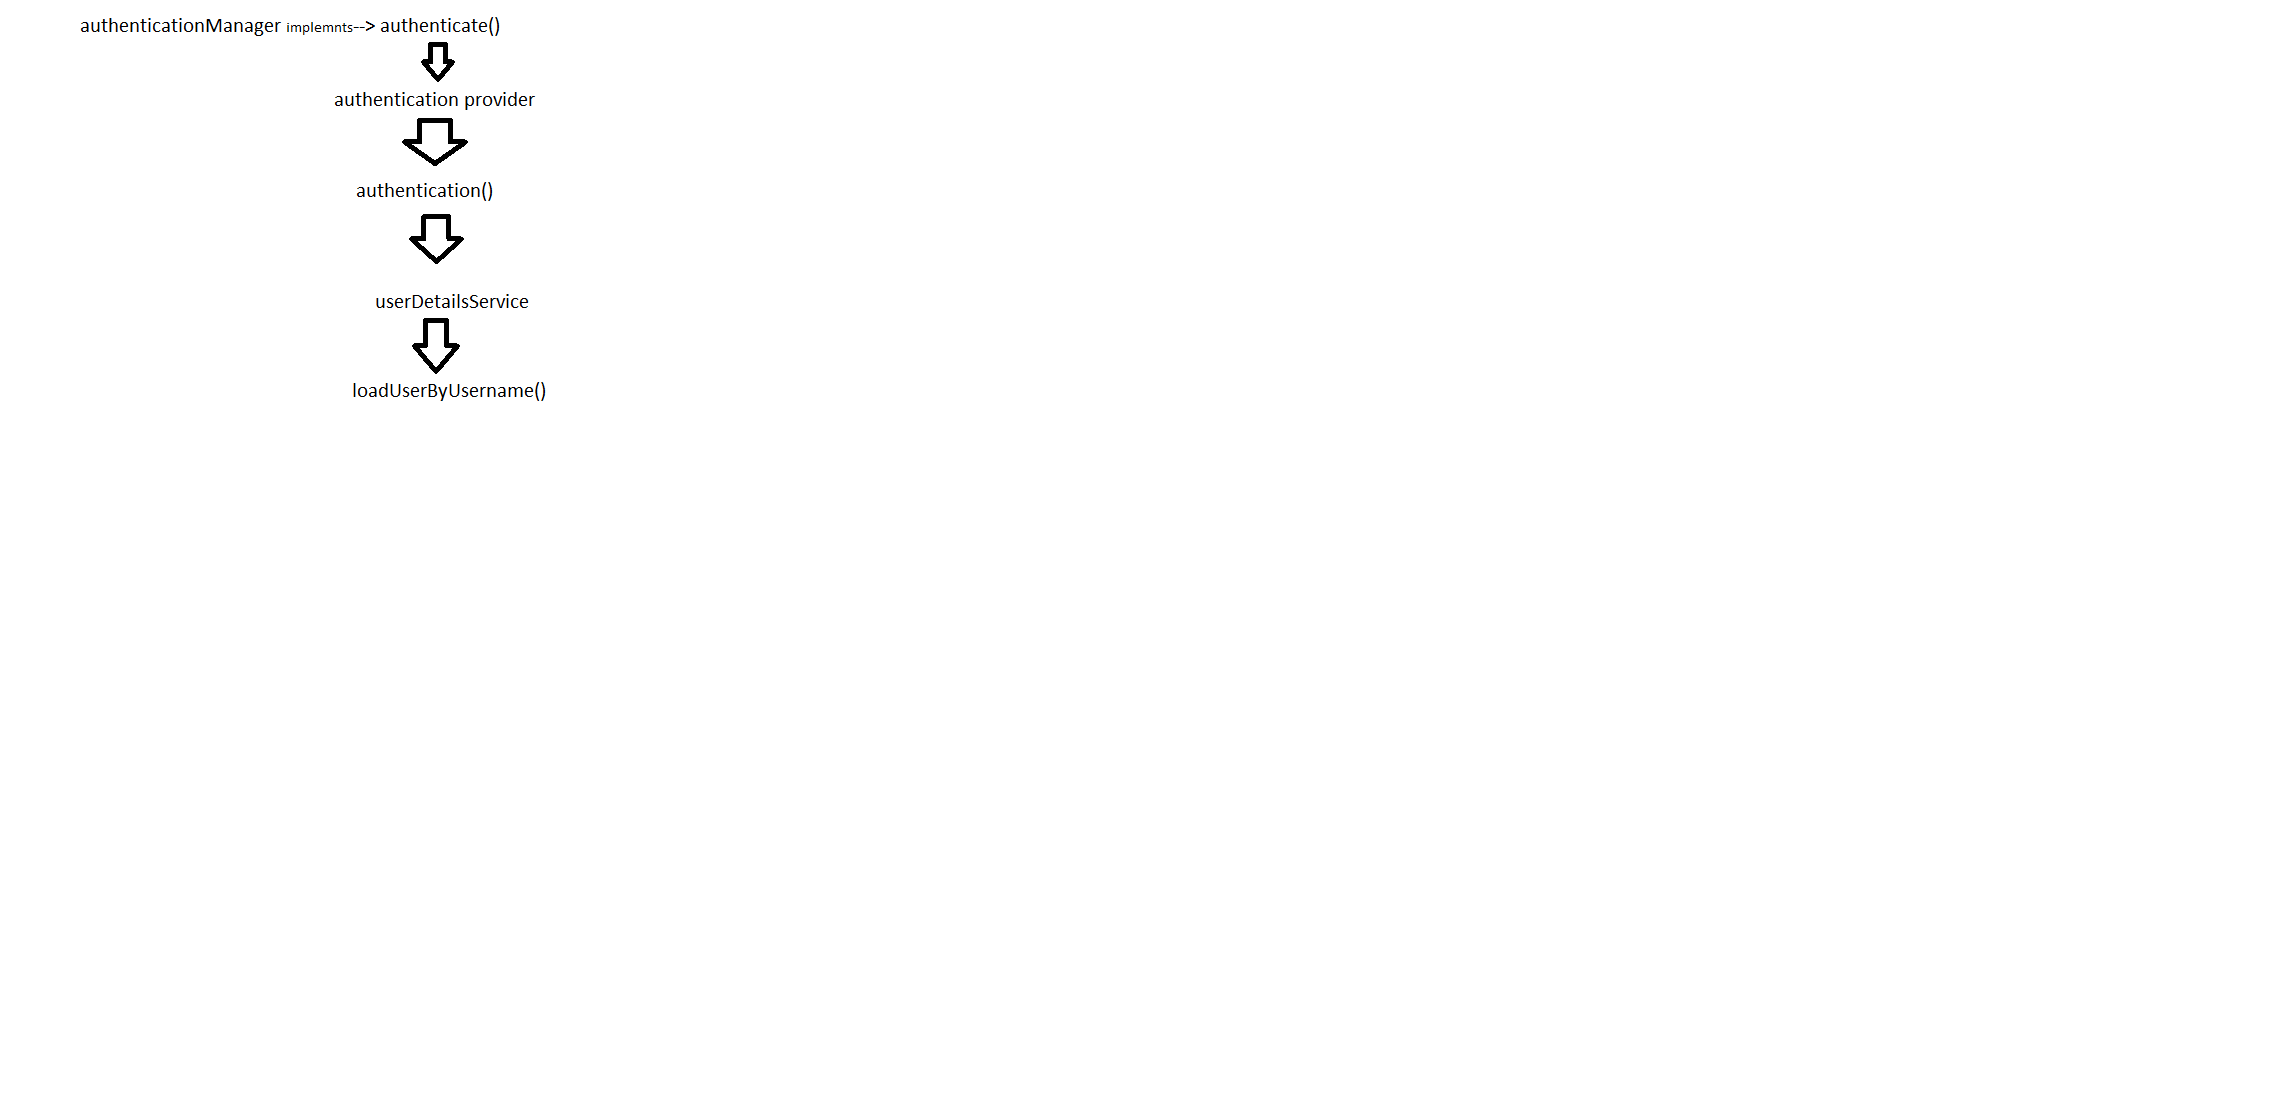 authenticationManager implemnts--> authenticate()
authentication provider
authentication()
userDetailsService
loadUserByUsername()